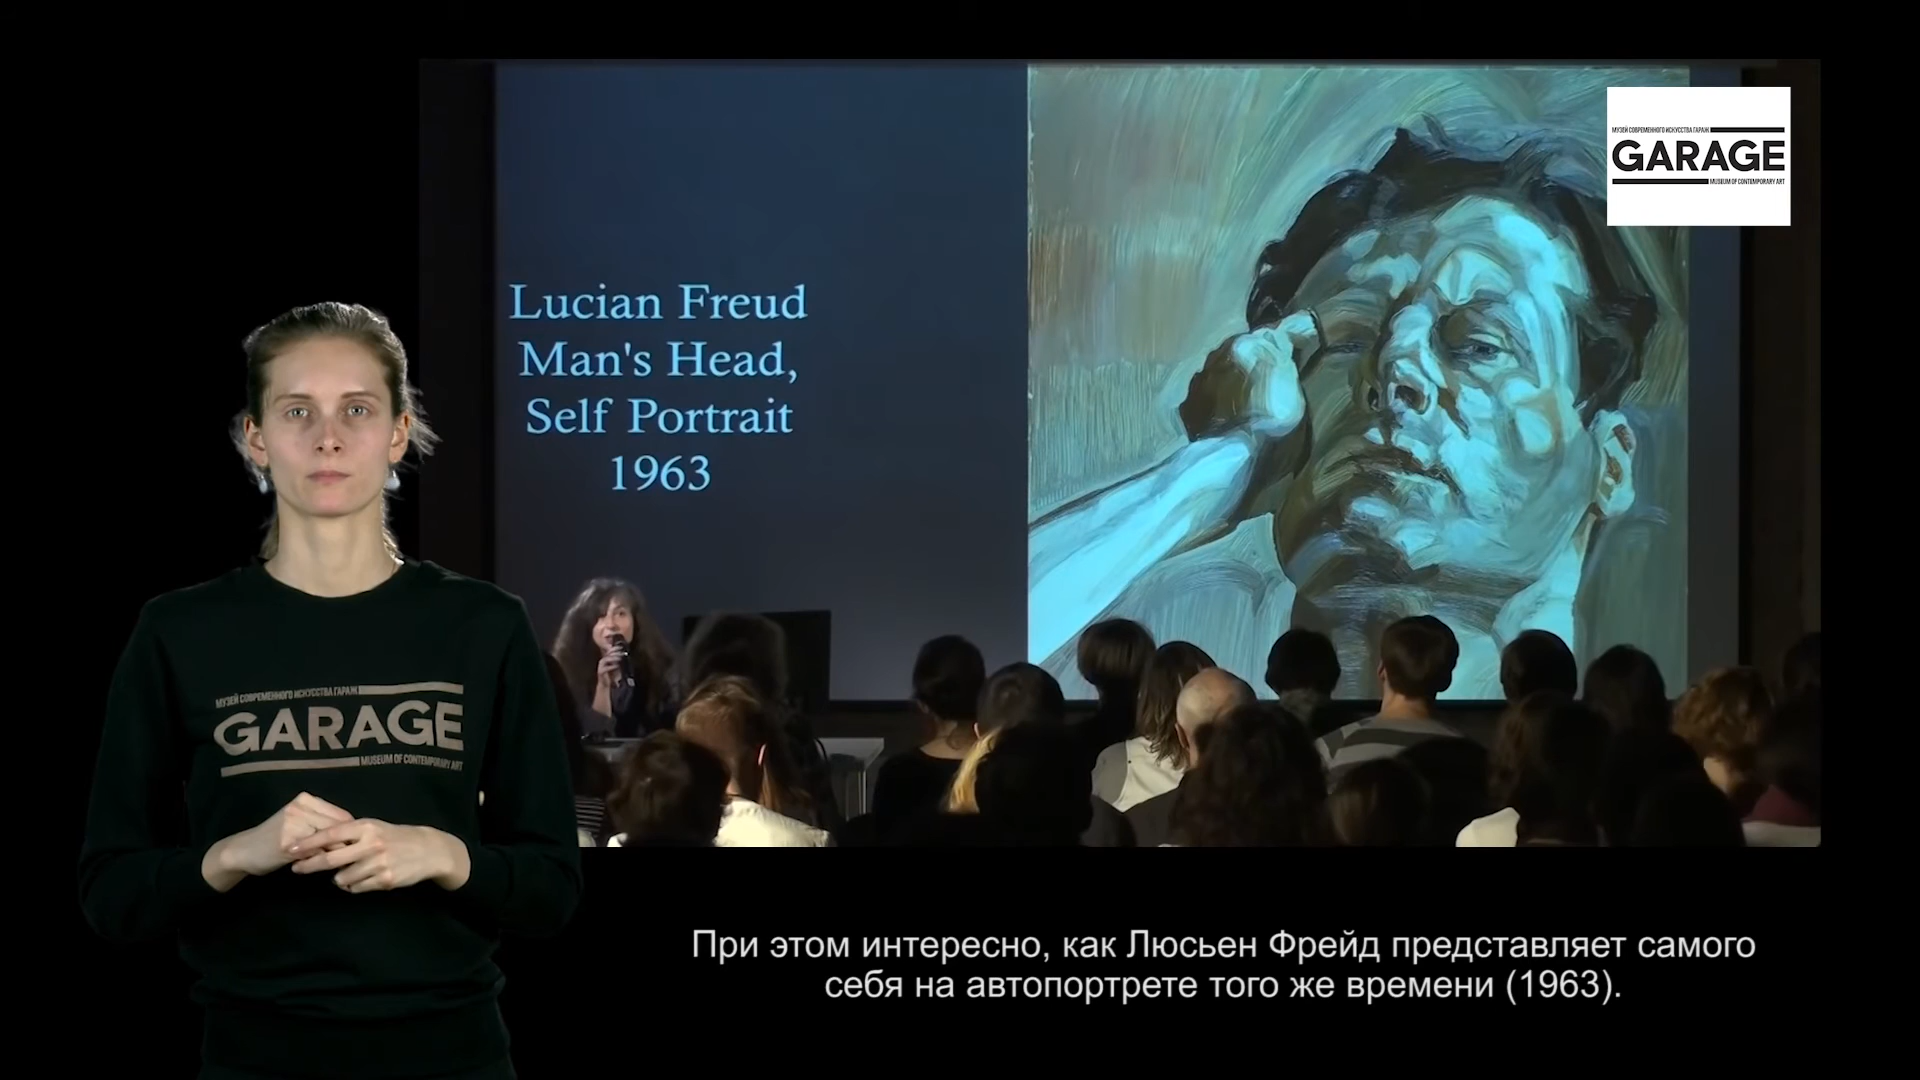 МУЗЕЙ СОВРЕМЕННОГО ИСКУССТВА ГАРАЖ
GARAGE
MUSEUM OF CONTEMPORARY ART
Lucian Freud
Man's Head,
Self Portrait
1963
МУЗЕЙ СОВРЕМЕННОГО ИСКУССТВА ГАРАЖ
GARAGE
MUSEUM OF CONTEMPORARY ART
При этом интересно, как Люсьен Фрейд представляет самого
себя на автопортрете того же времени (1963).